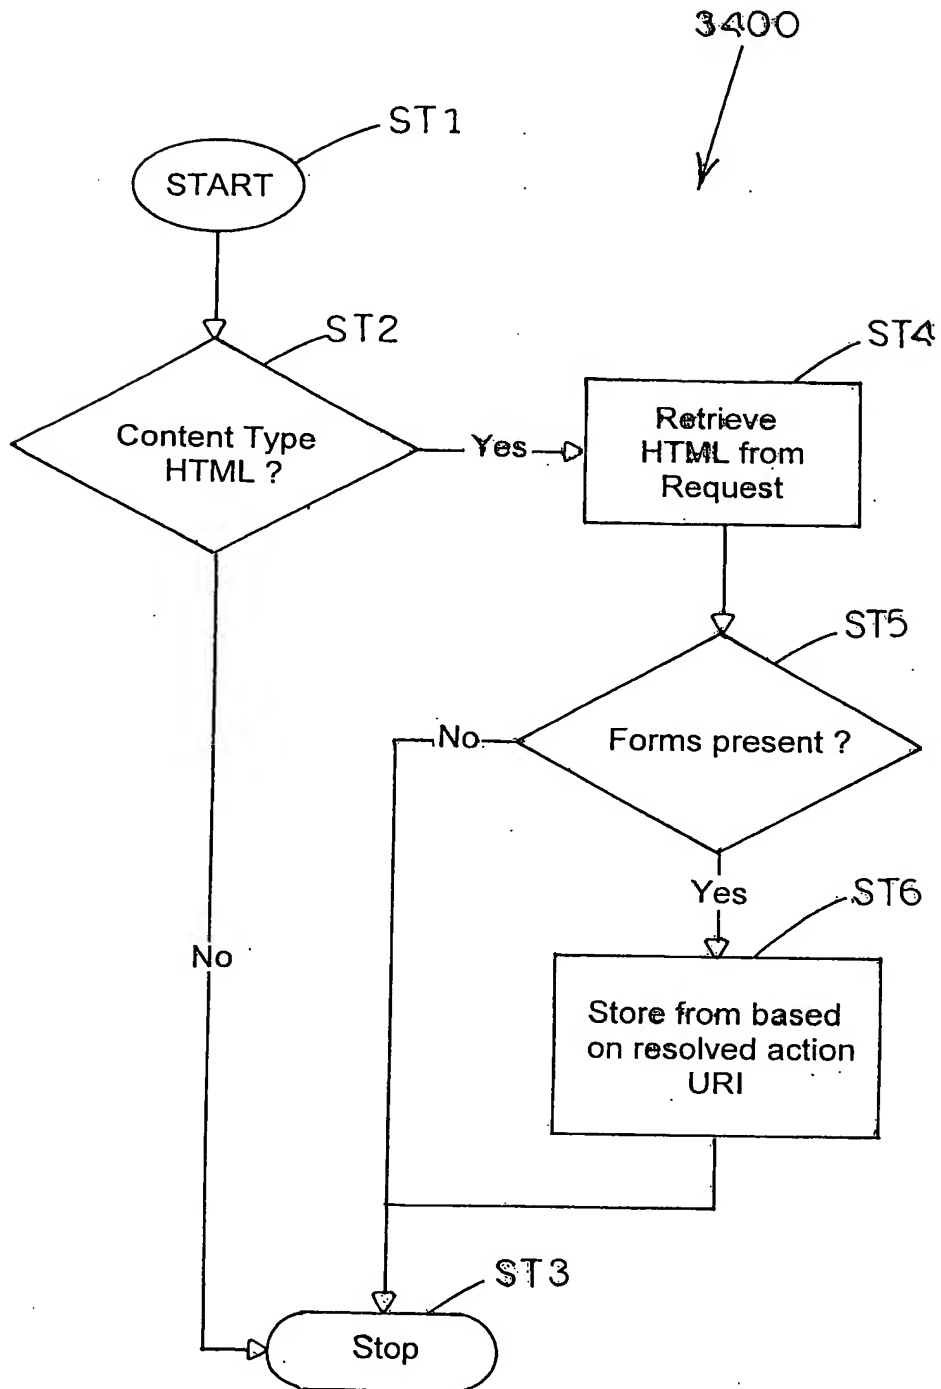 3400
ST1
START
ST2
Content Type
HTML ?
Yes
ST4
Retrieve
HTML from
Request
ST5
Forms present ?
No
Yes
ST6
Store from based
on resolved action
URI
No
ST3
Stop